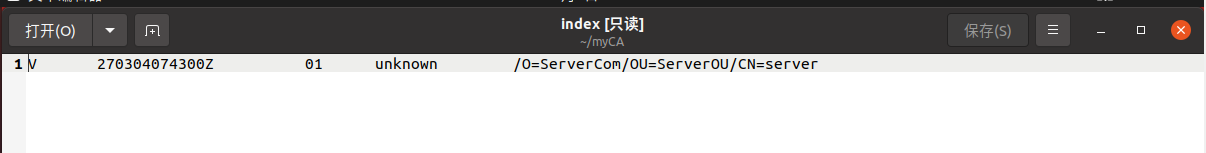 打开(O)
index [只读]
~/myCA
保存(S)
1 V 270304074300Z 01 unknown /O=ServerCom/OU=ServerOU/CN=server